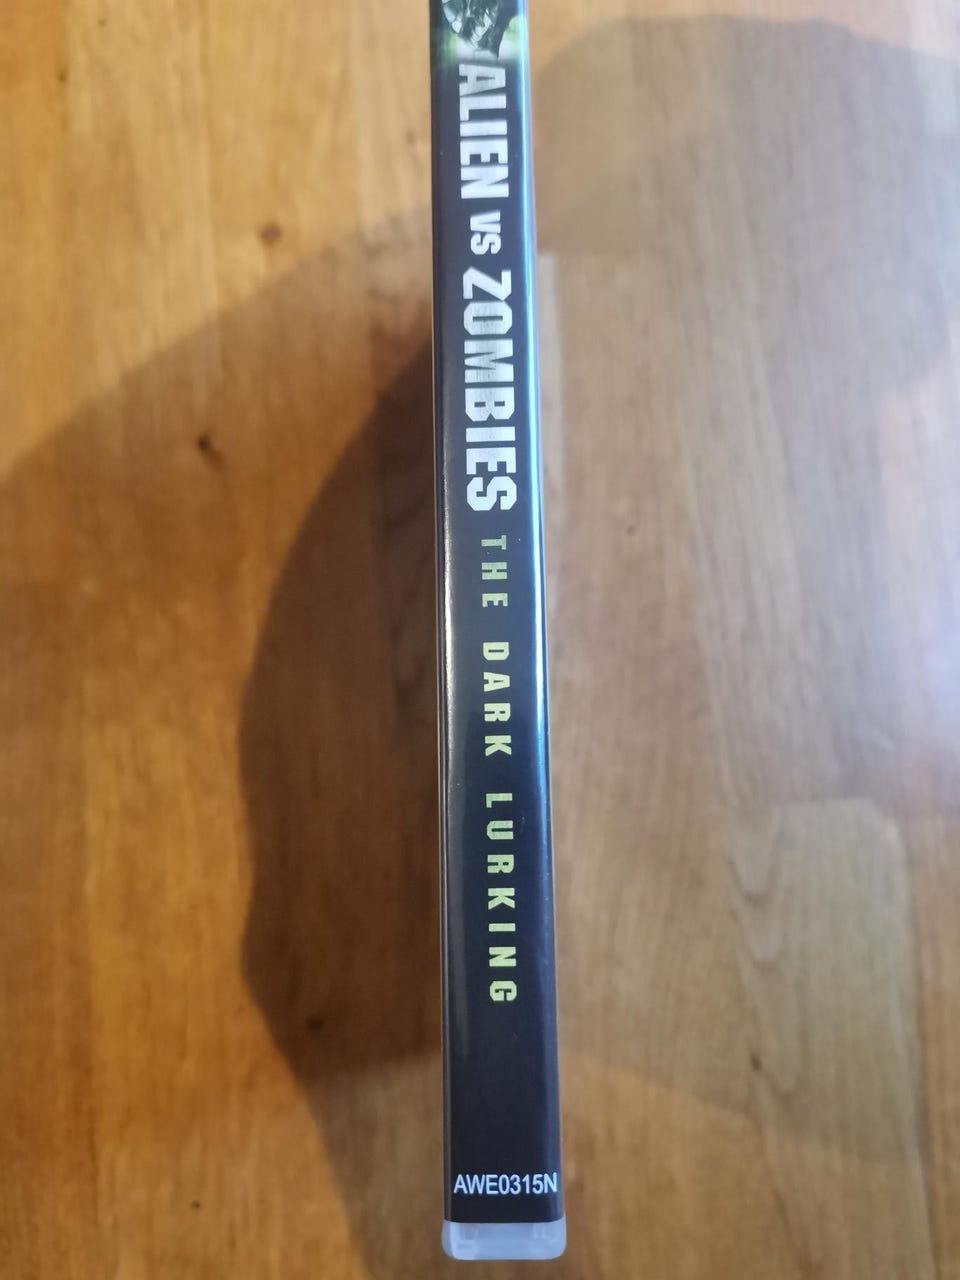 ALIEN VS ZOMBIES THE DARK LURKING
AWE0315N